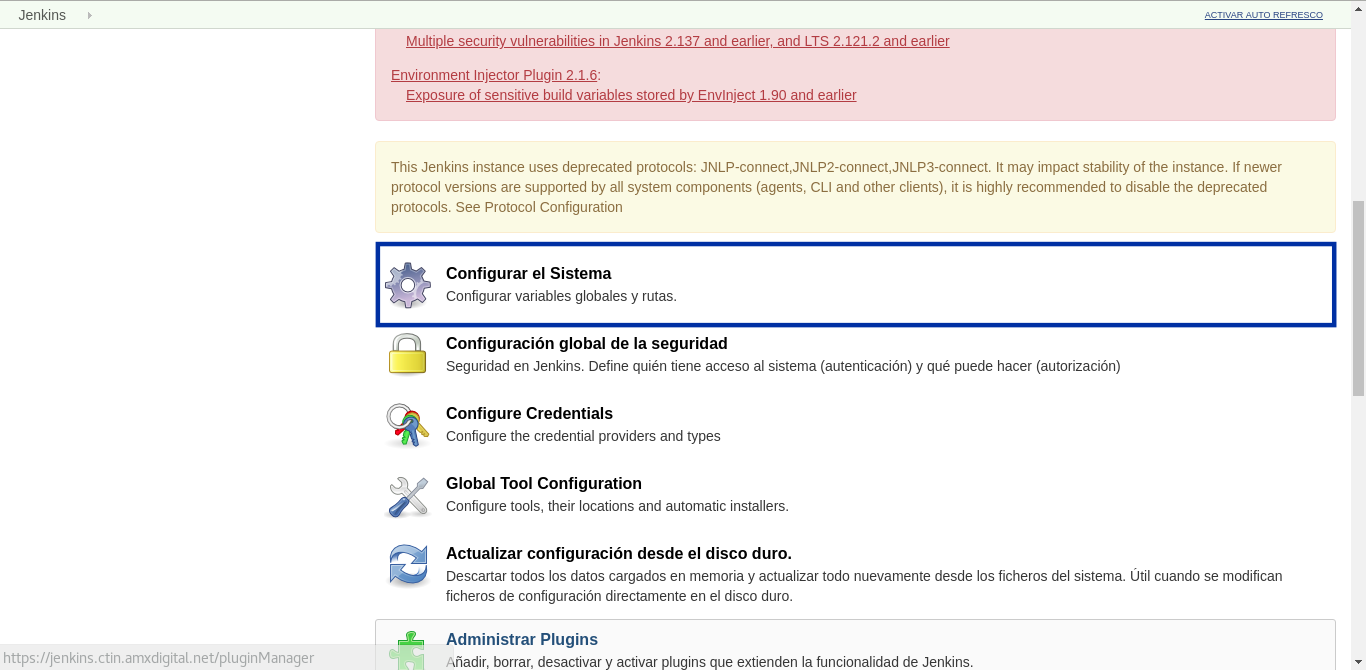 Jenkins
ACTIVAR AUTO REFRESCO
Multiple security vulnerabilities in Jenkins 2.137 and earlier, and LTS 2.121.2 and earlier
Environment Injector Plugin 2.1.6:
Exposure of sensitive build variables stored by EnvInject 1.90 and earlier
This Jenkins instance uses deprecated protocols: JNLP-connect,JNLP2-connect,JNLP3-connect. It may impact stability of the instance. If newer
protocol versions are supported by all system components (agents, CLI and other clients), it is highly recommended to disable the deprecated
protocols. See Protocol Configuration
Configurar el Sistema
Configurar variables globales y rutas.
Configuración global de la seguridad
Seguridad en Jenkins. Define quién tiene acceso al sistema (autenticación) y qué puede hacer (autorización)
Configure Credentials
Configure the credential providers and types
Global Tool Configuration
Configure tools, their locations and automatic installers.
Actualizar configuración desde el disco duro.
Descartar todos los datos cargados en memoria y actualizar todo nuevamente desde los ficheros del sistema. Útil cuando se modifican
ficheros de configuración directamente en el disco duro.
Administrar Plugins
Añadir, borrar, desactivar y activar plugins que extienden la funcionalidad de Jenkins.
https://jenkins.ctin.amxdigital.net/pluginManager